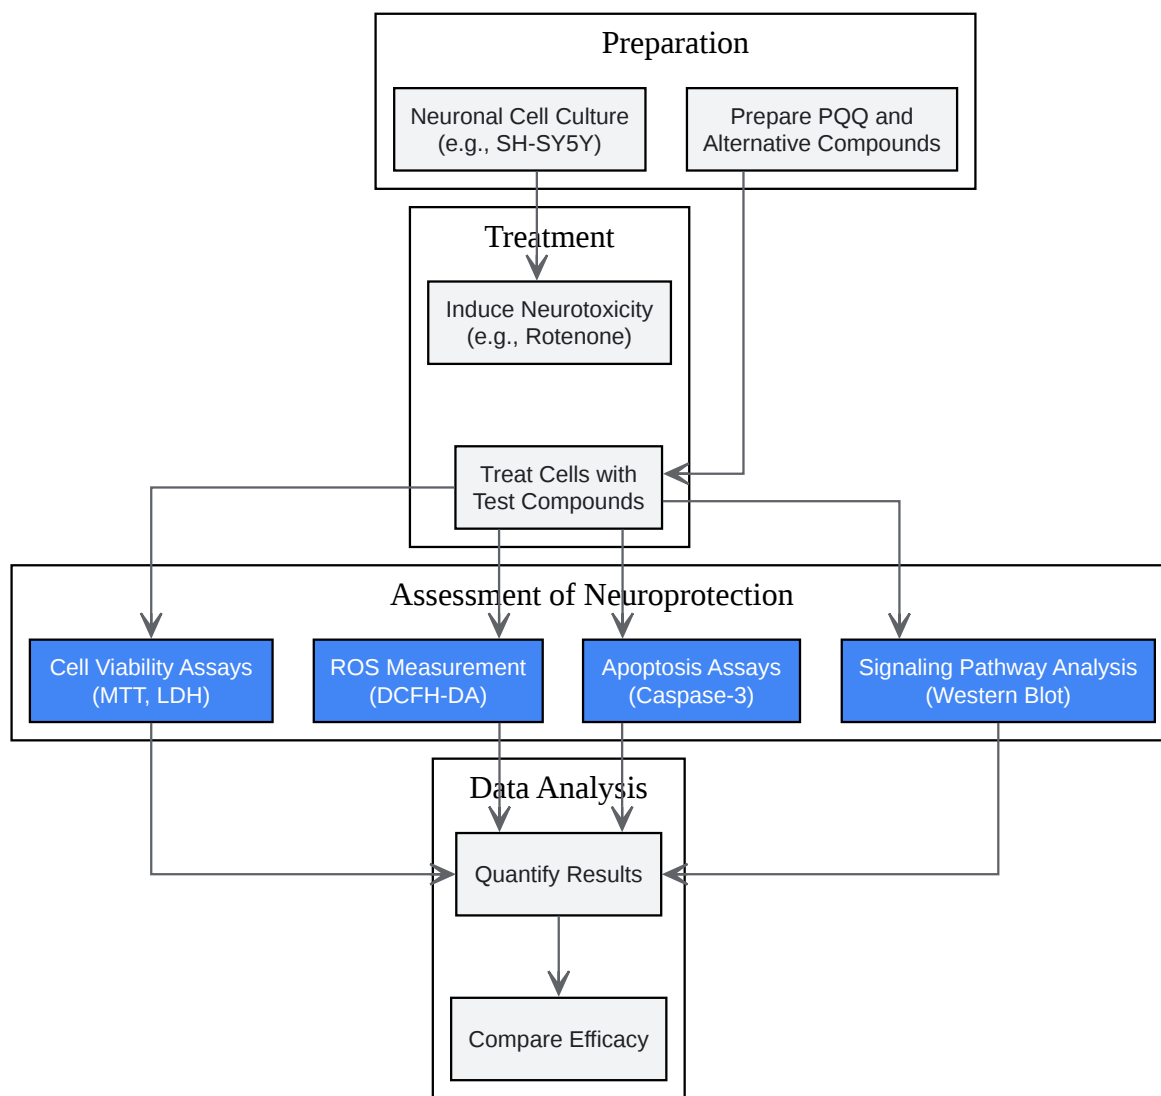 Preparation
Neuronal Cell Culture
(e.g., SH-SY5Y)
Prepare PQQ and
Alternative Compounds
Treatment
Induce Neurotoxicity
(e.g., Rotenone)
Treat Cells with
Test Compounds
Assessment of Neuroprotection
Cell Viability Assays
(MTT, LDH)
ROS Measurement
(DCFH-DA)
Apoptosis Assays
(Caspase-3)
Signaling Pathway Analysis
(Western Blot)
Data Analysis
Quantify Results
Compare Efficacy